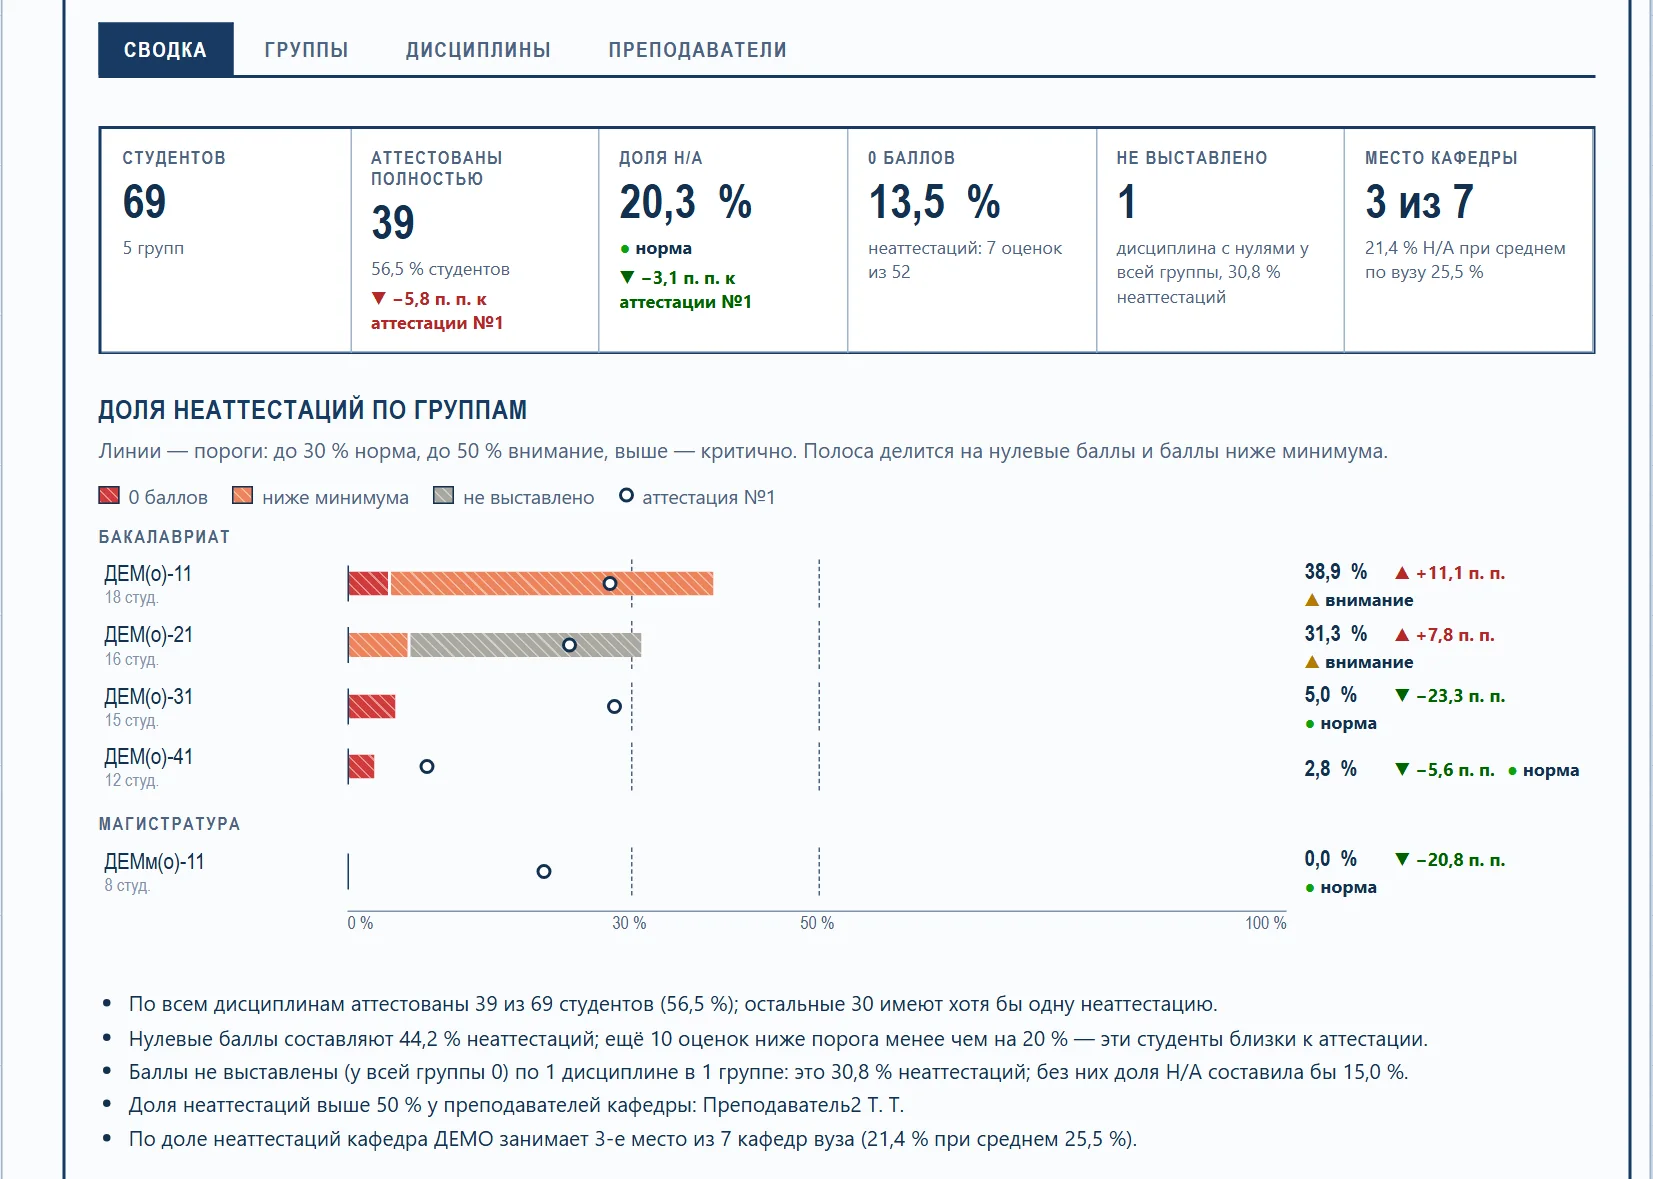 СВОДКА
ГРУППЫ
ДИСЦИПЛИНЫ
ПРЕПОДАВАТЕЛИ
СТУДЕНТОВ
69
5 групп
АТТЕСТОВАНЫ
ПОЛНОСТЬЮ
39
56,5 % студентов
▼ −5,8 п. п. к
аттестации №1
ДОЛЯ Н/А
20,3 %
● норма
▼ −3,1 п. п. к
аттестации №1
0 БАЛЛОВ
13,5 %
неаттестаций: 7 оценок
из 52
НЕ ВЫСТАВЛЕНО
1
дисциплина с нулями у
всей группы, 30,8 %
неаттестаций
МЕСТО КАФЕДРЫ
3 из 7
21,4 % Н/А при среднем
по вузу 25,5 %
ДОЛЯ НЕАТТЕСТАЦИЙ ПО ГРУППАМ
Линии — пороги: до 30 % норма, до 50 % внимание, выше — критично. Полоса делится на нулевые баллы и баллы ниже минимума.
0 баллов
ниже минимума
не выставлено
аттестация №1
БАКАЛАВРИАТ
ДЕМ(о)-11
18 студ.
38,9 % ▲ +11,1 п. п.
▲ внимание
ДЕМ(о)-21
16 студ.
31,3 % ▲ +7,8 п. п.
▲ внимание
ДЕМ(о)-31
15 студ.
5,0 % ▼ −23,3 п. п.
● норма
ДЕМ(о)-41
12 студ.
2,8 % ▼ −5,6 п. п. ● норма
МАГИСТРАТУРА
ДЕМм(о)-11
8 студ.
0,0 % ▼ −20,8 п. п.
● норма
0 % 30 % 50 % 100 %
• По всем дисциплинам аттестованы 39 из 69 студентов (56,5 %); остальные 30 имеют хотя бы одну неаттестацию.
• Нулевые баллы составляют 44,2 % неаттестаций; ещё 10 оценок ниже порога менее чем на 20 % — эти студенты близки к аттестации.
• Баллы не выставлены (у всей группы 0) по 1 дисциплине в 1 группе: это 30,8 % неаттестаций; без них доля Н/А составила бы 15,0 %.
• Доля неаттестаций выше 50 % у преподавателей кафедры: Преподаватель2 Т. Т.
• По доле неаттестаций кафедра ДЕМО занимает 3-е место из 7 кафедр вуза (21,4 % при среднем 25,5 %).